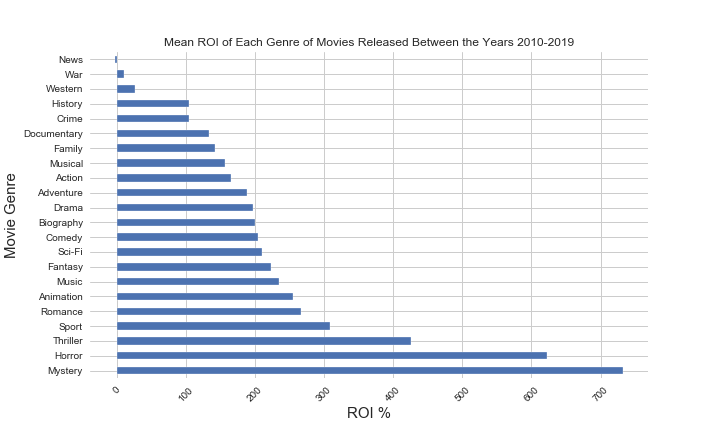 Mean ROI of Each Genre of Movies Released Between the Years 2010-2019
Movie Genre
News
War
Western
History
Crime
Documentary
Family
Musical
Action
Adventure
Drama
Biography
Comedy
Sci-Fi
Fantasy
Music
Animation
Romance
Sport
Thriller
Horror
Mystery
0
100
200
300
400
500
600
700
ROI %